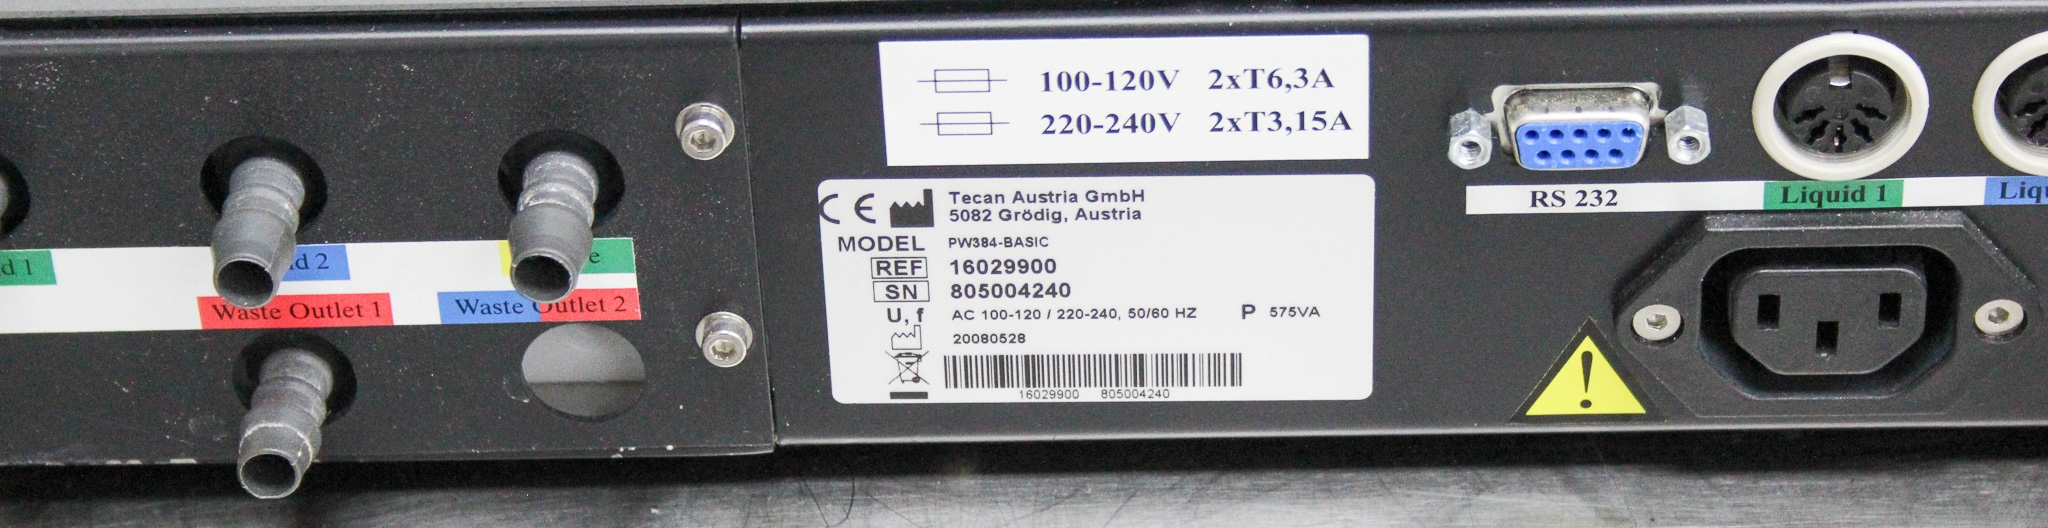 100-120V 2xT6,3A
220-240V 2xT3,15A
CE Tecan Austria GmbH
5082 Grödig, Austria
MODEL PW384-BASIC
REF 16029900
SN 805004240
U, f AC 100-120 / 220-240, 50/60 HZ P 575VA
20080528
16029900 805004240
RS 232
Liquid 1
d 1
d 2
e
Waste Outlet 1
Waste Outlet 2